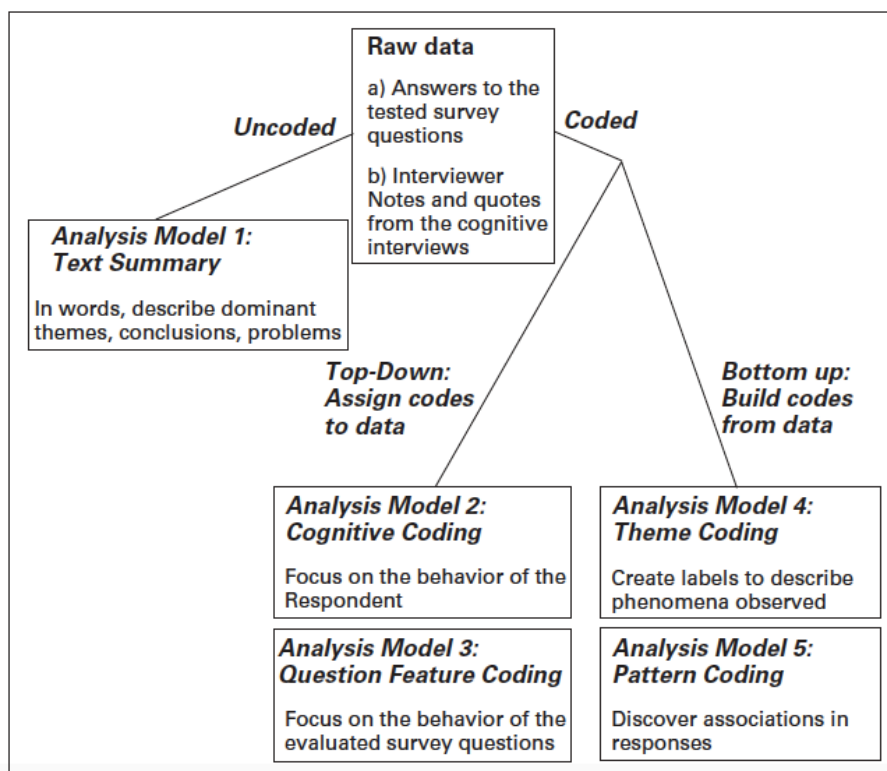 Raw data
a) Answers to the
tested survey
questions
b) Interviewer
Notes and quotes
from the cognitive
interviews
Uncoded
Coded
Analysis Model 1:
Text Summary
In words, describe dominant
themes, conclusions, problems
Top-Down:
Assign codes
to data
Bottom up:
Build codes
from data
Analysis Model 2:
Cognitive Coding
Focus on the behavior of the
Respondent
Analysis Model 4:
Theme Coding
Create labels to describe
phenomena observed
Analysis Model 3:
Question Feature Coding
Focus on the behavior of the
evaluated survey questions
Analysis Model 5:
Pattern Coding
Discover associations in
responses